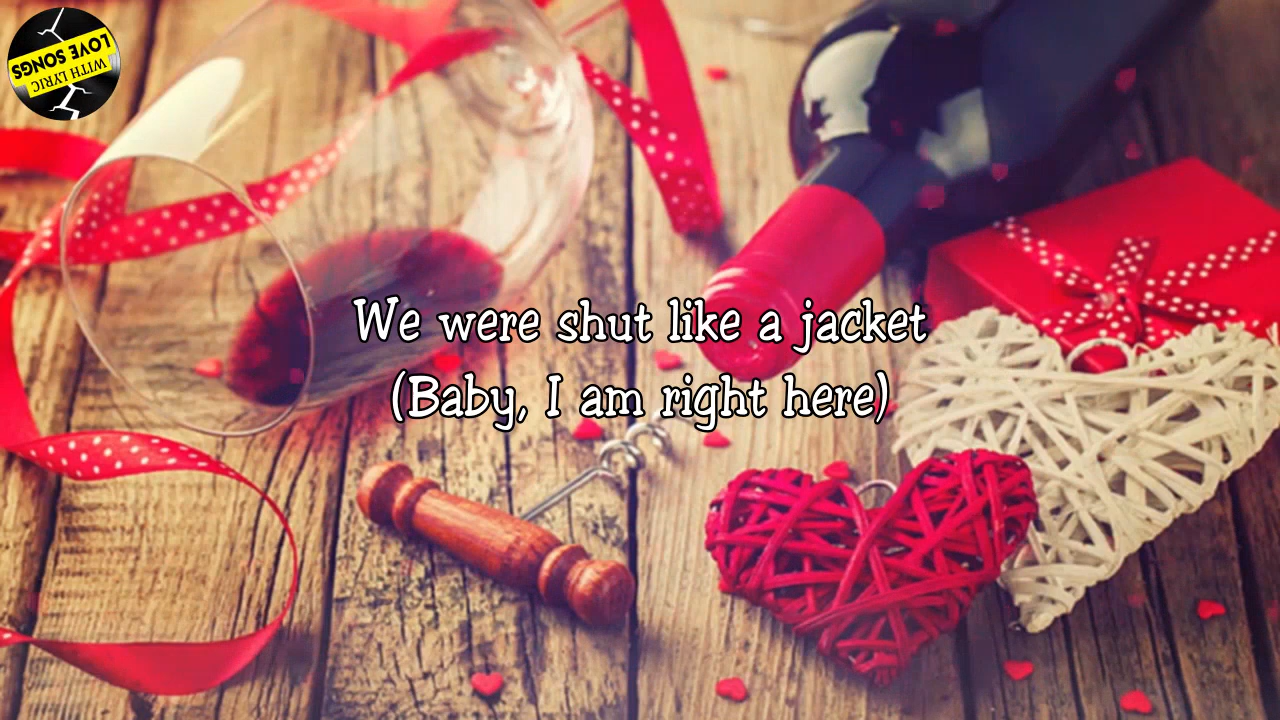 LOVE SONGS
WITH LYRIC
We were shut like a jacket
(Baby, I am right here)